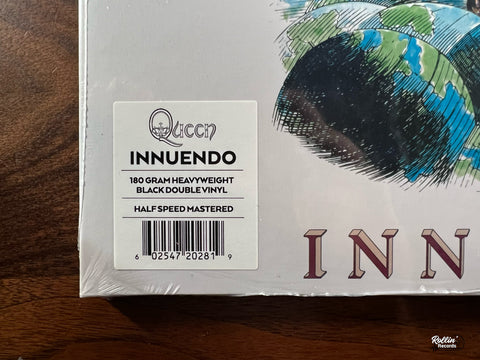 Queen
INNUENDO
180 GRAM HEAVYWEIGHT
BLACK DOUBLE VINYL
HALF SPEED MASTERED
6 02547 20281 9
INN
Rollin'
Records